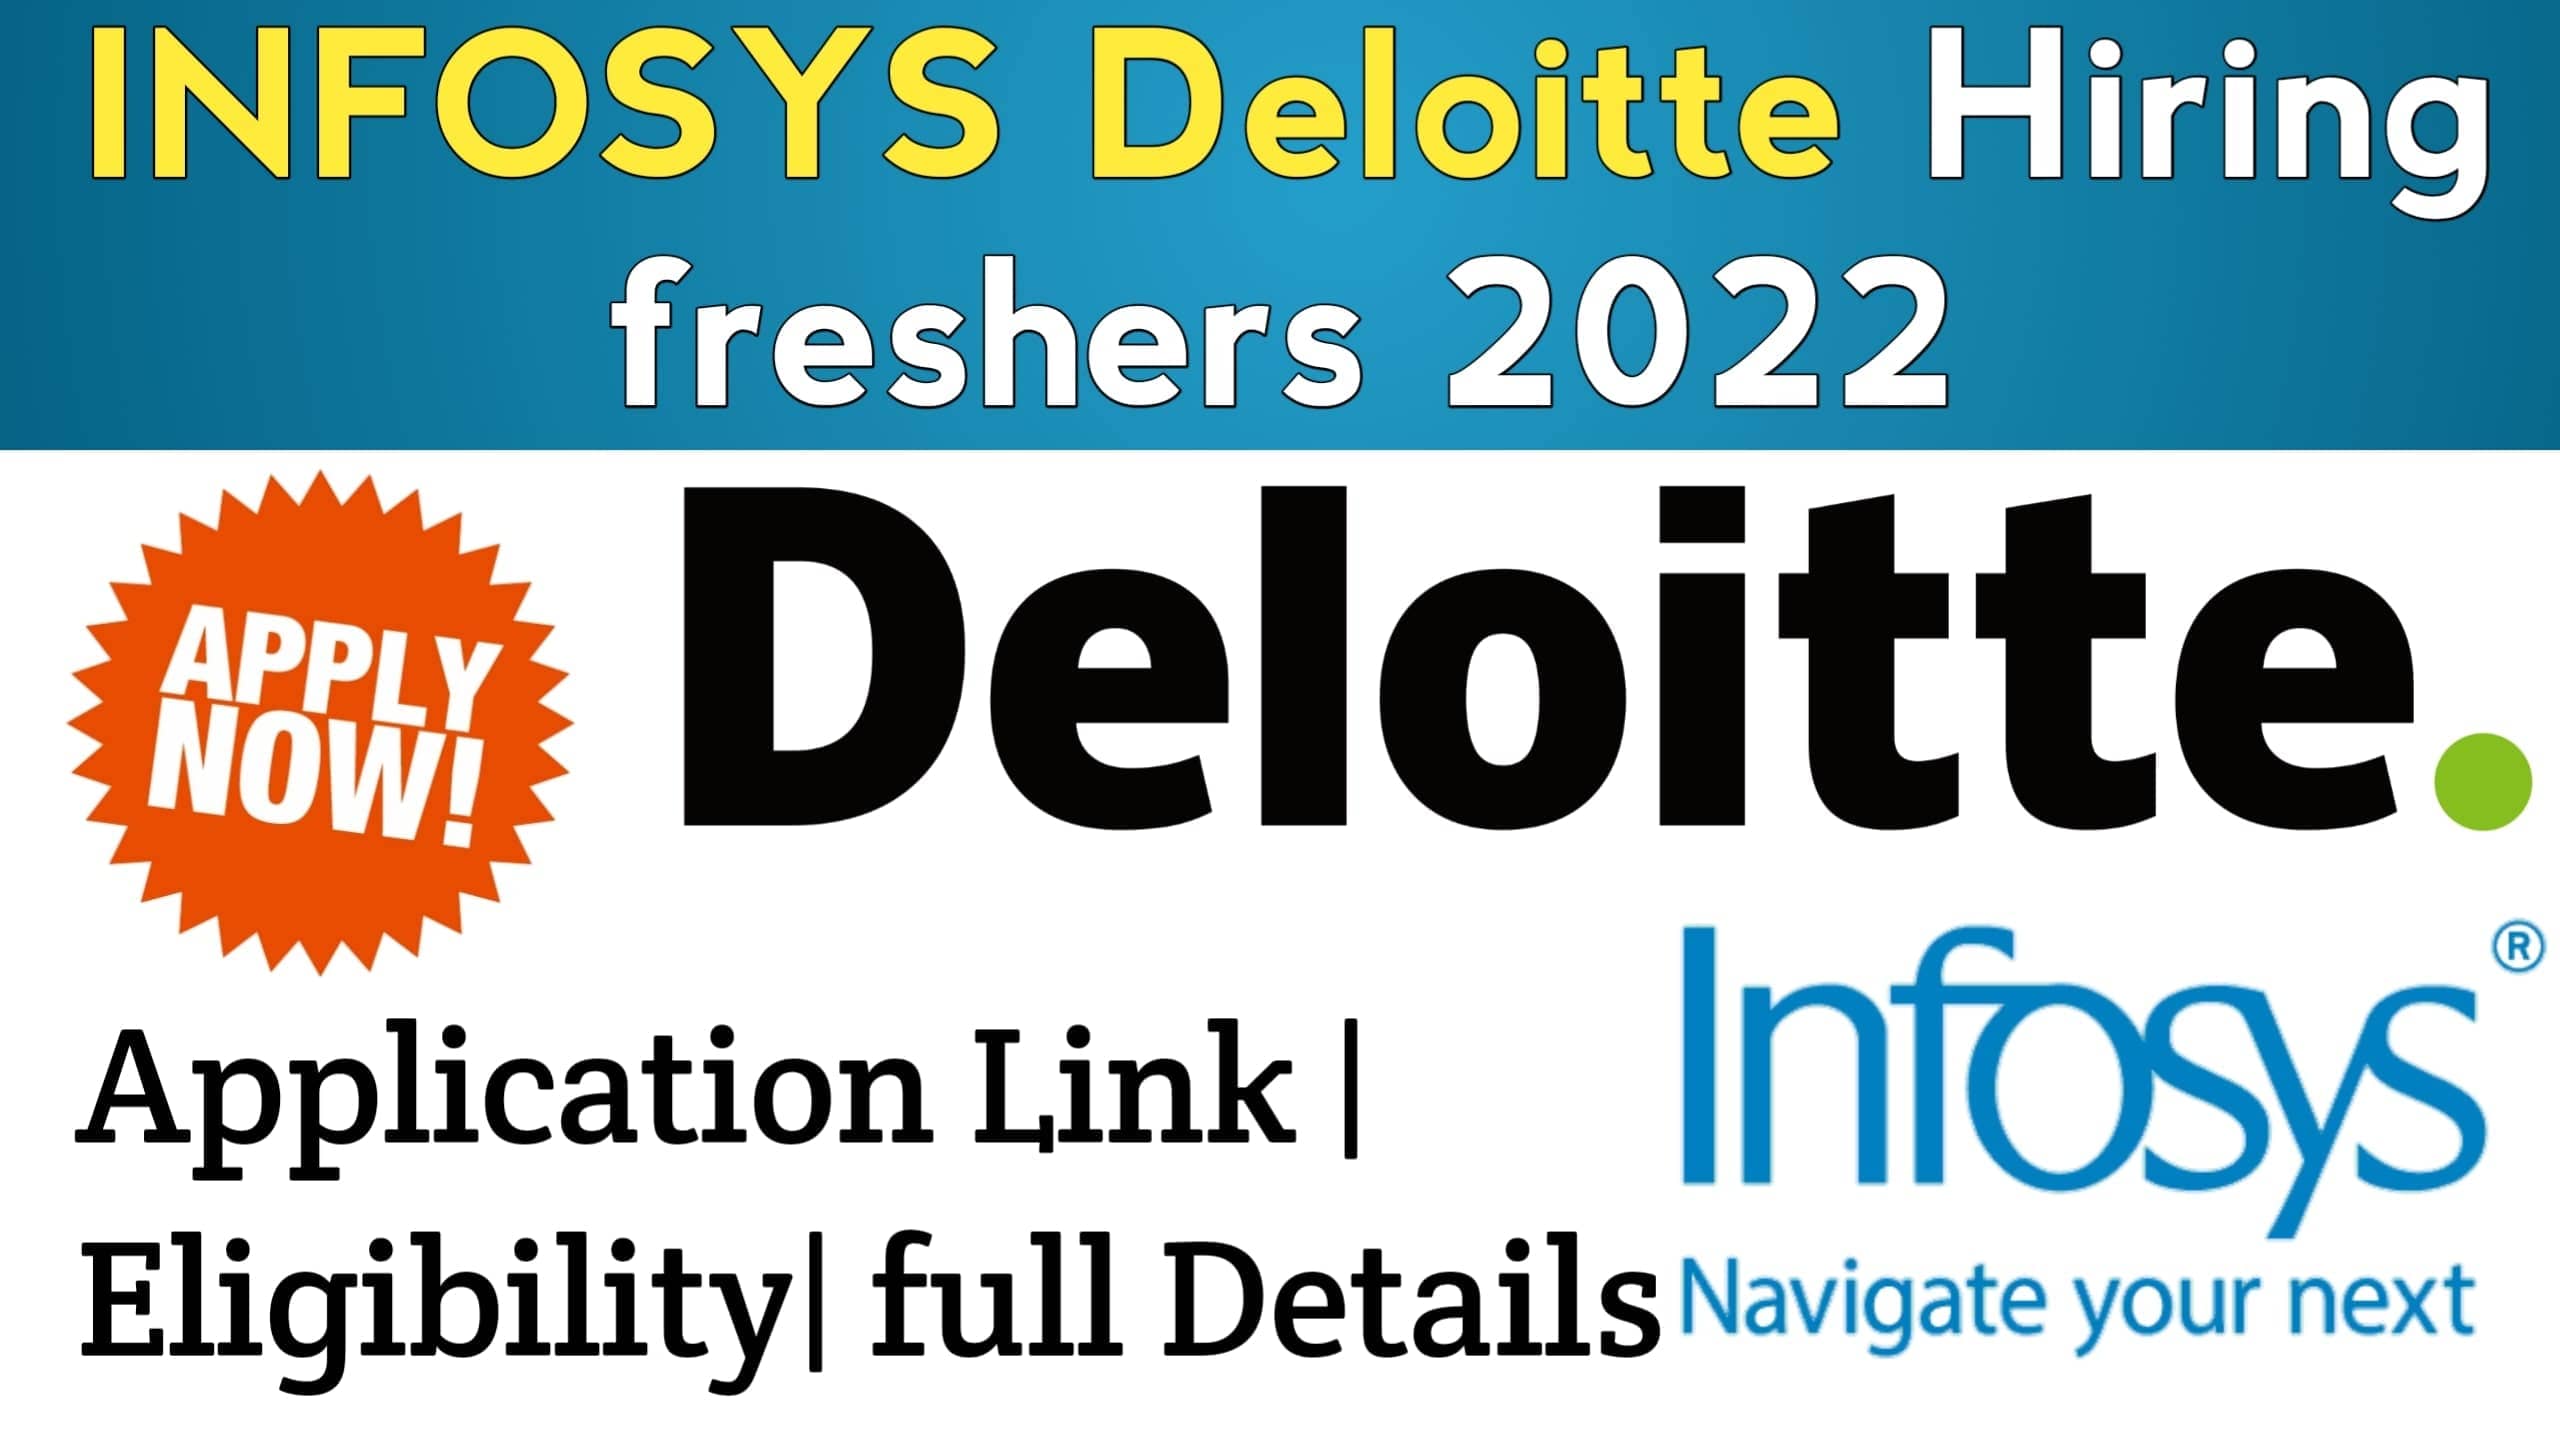 INFOSYS Deloitte Hiring
freshers 2022
APPLY
NOW!
Deloitte.
Infosys®
Navigate your next
Application Link |
Eligibility| full Details